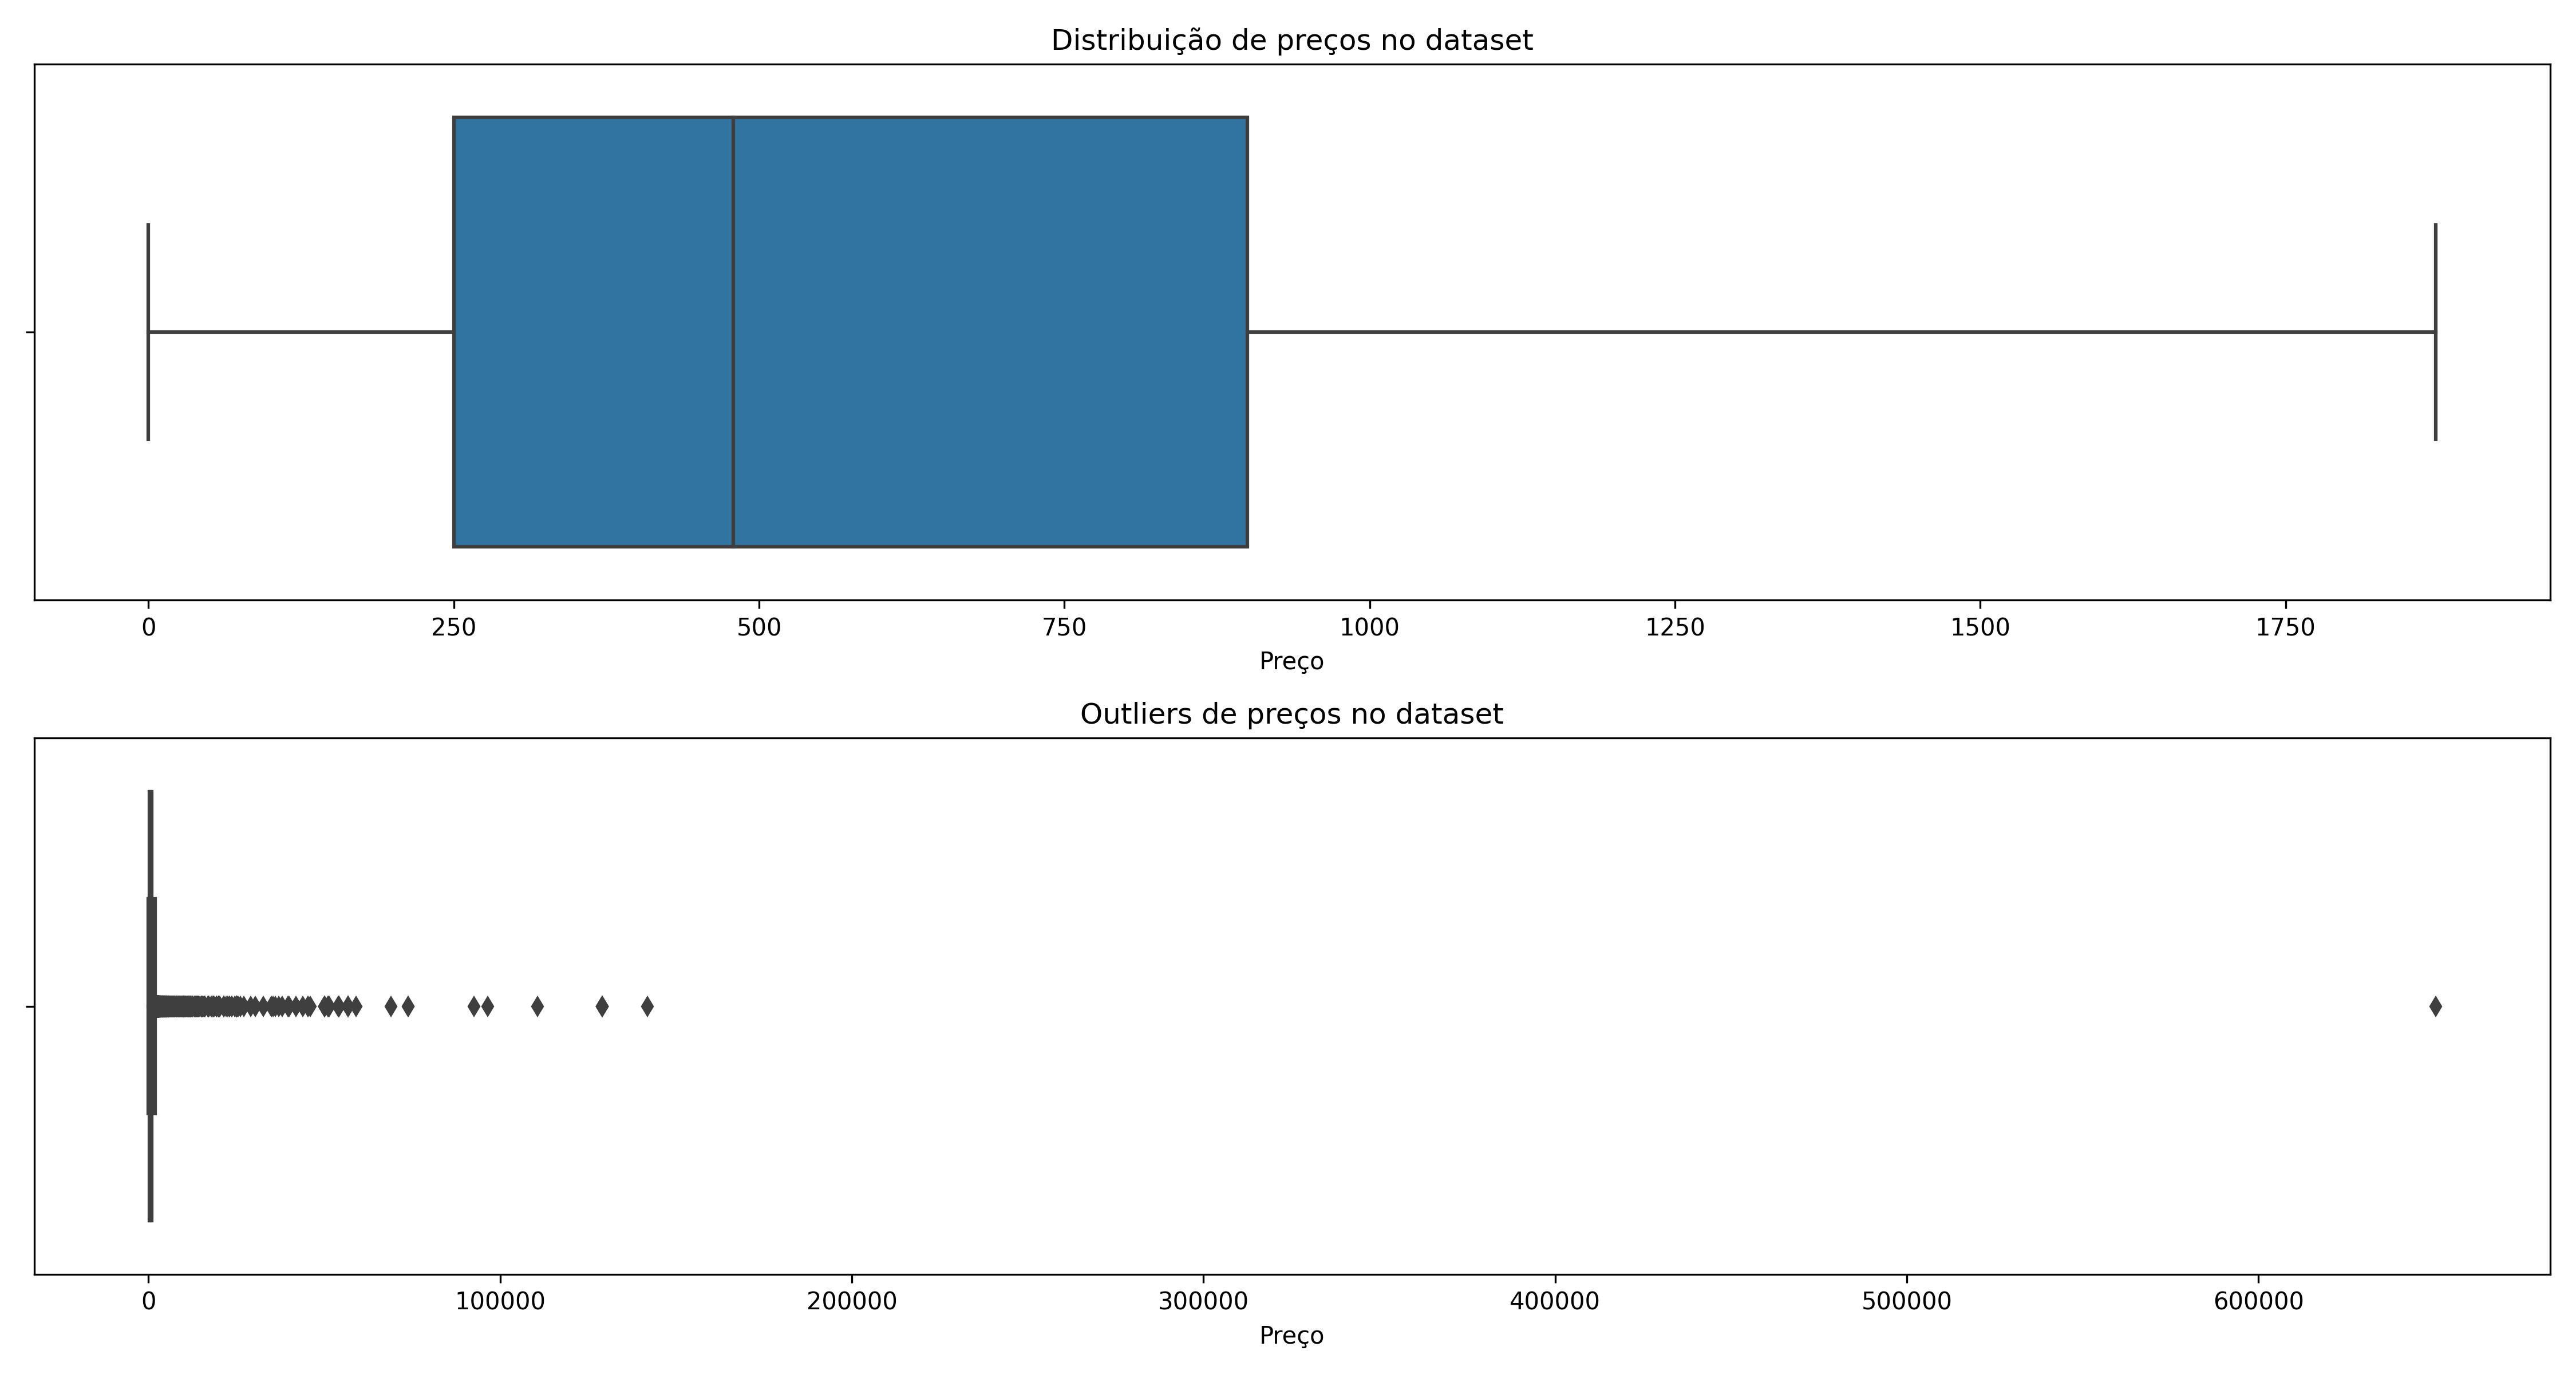 Distribuição de preços no dataset
0 250 500 750 1000 1250 1500 1750
Preço
Outliers de preços no dataset
0 100000 200000 300000 400000 500000 600000
Preço